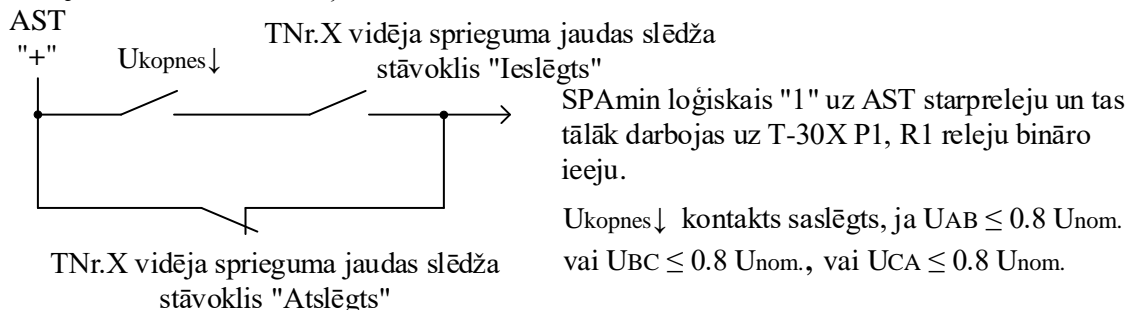 AST
"+"
Ukopnes↓
TNr.X vidēja sprieguma jaudas slēdža
stāvoklis "Ieslēgts"
SPAmin loģiskais "1" uz AST starpreleju un tas
tālāk darbojas uz T-30X P1, R1 releju bināro
ieeju.
Ukopnes↓ kontakts saslēgts, ja UAB ≤ 0.8 Unom.
vai UBC ≤ 0.8 Unom., vai UCA ≤ 0.8 Unom.
TNr.X vidēja sprieguma jaudas slēdža
stāvoklis "Atslēgts"